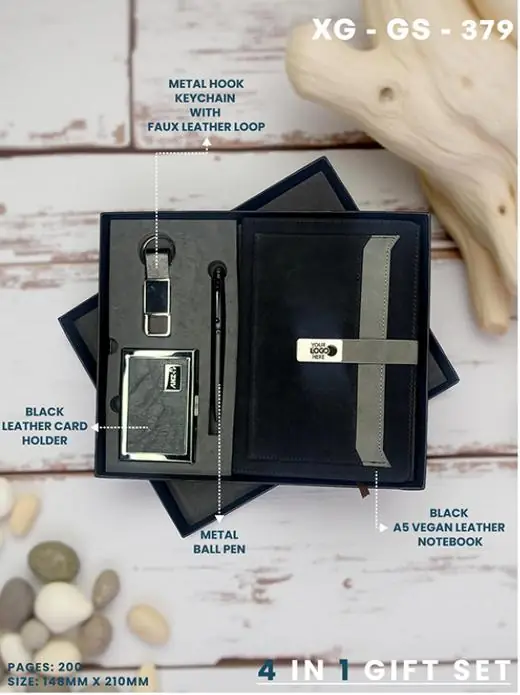 XG - GS - 379
METAL HOOK
KEYCHAIN
WITH
FAUX LEATHER LOOP
YOUR
LOGO
HERE
BLACK
LEATHER CARD
HOLDER
METAL
BALL PEN
BLACK
A5 VEGAN LEATHER
NOTEBOOK
PAGES: 200
SIZE: 148MM X 210MM
4 IN 1 GIFT SET